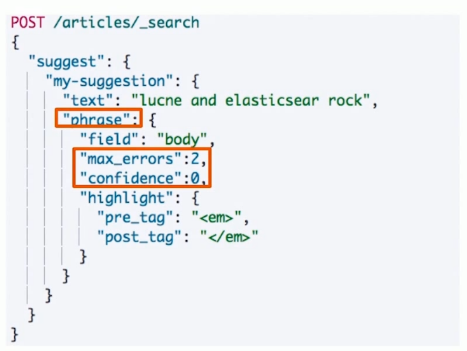 POST /articles/_search
{
  "suggest": {
    "my-suggestion": {
      "text": "lucne and elasticsear rock",
      "phrase": {
        "field": "body",
        "max_errors":2,
        "confidence":0,
        "highlight": {
          "pre_tag": "<em>",
          "post_tag": "</em>"
        }
      }
    }
  }
}